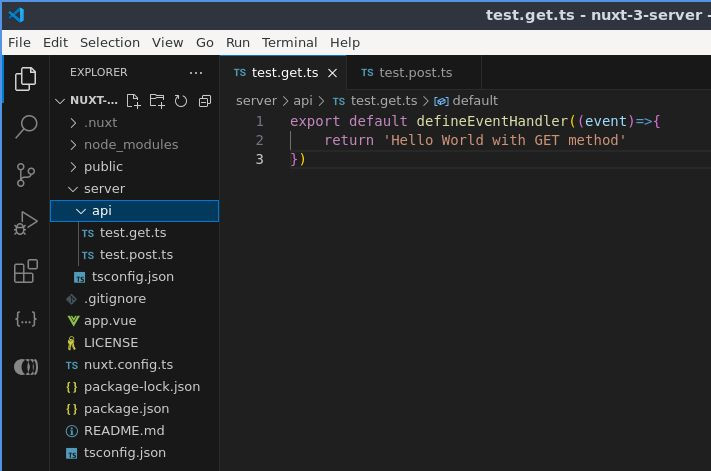 test.get.ts - nuxt-3-server -
File Edit Selection View Go Run Terminal Help
EXPLORER
NUXT-...
.nuxt
node_modules
public
server
api
TS test.get.ts
TS test.post.ts
TS tsconfig.json
.gitignore
app.vue
LICENSE
TS nuxt.config.ts
{ } package-lock.json
{ } package.json
README.md
TS tsconfig.json
TS test.get.ts
TS test.post.ts
server > api > TS test.get.ts > default
1 export default defineEventHandler((event)=>{
2 return 'Hello World with GET method'
3 })